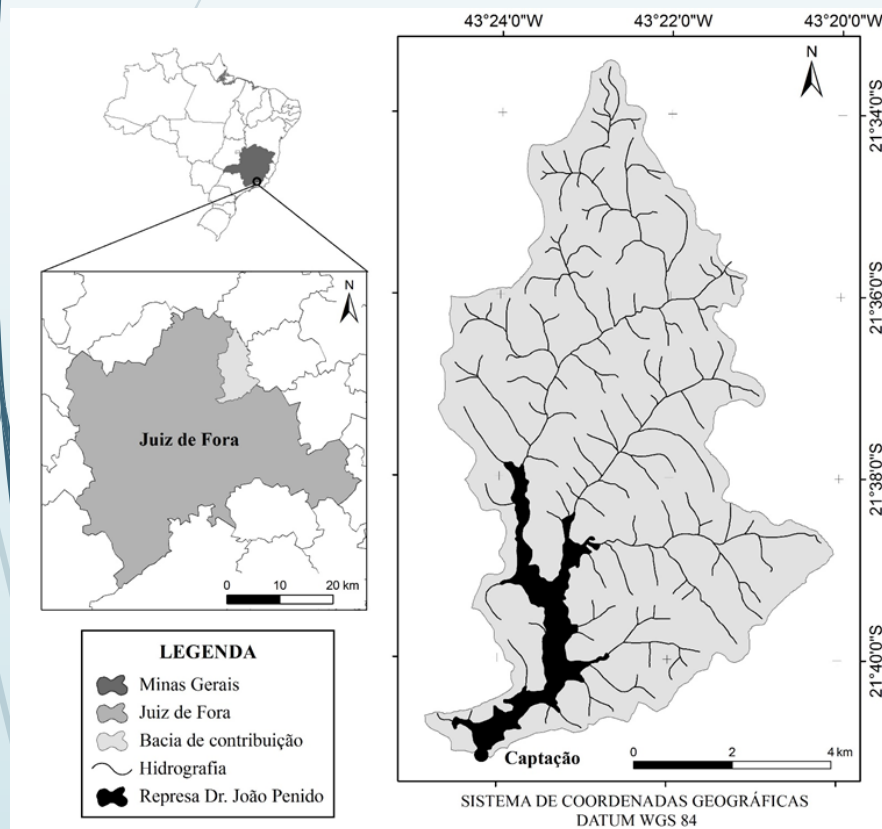 N
Juiz de Fora
0 10 20 km
LEGENDA
Minas Gerais
Juiz de Fora
Bacia de contribuição
Hidrografia
Represa Dr. João Penido
43°24'0"W 43°22'0"W 43°20'0"W
N
21°34'0"S
21°36'0"S
21°38'0"S
21°40'0"S
Captação
0 2 4 km
SISTEMA DE COORDENADAS GEOGRÁFICAS
DATUM WGS 84